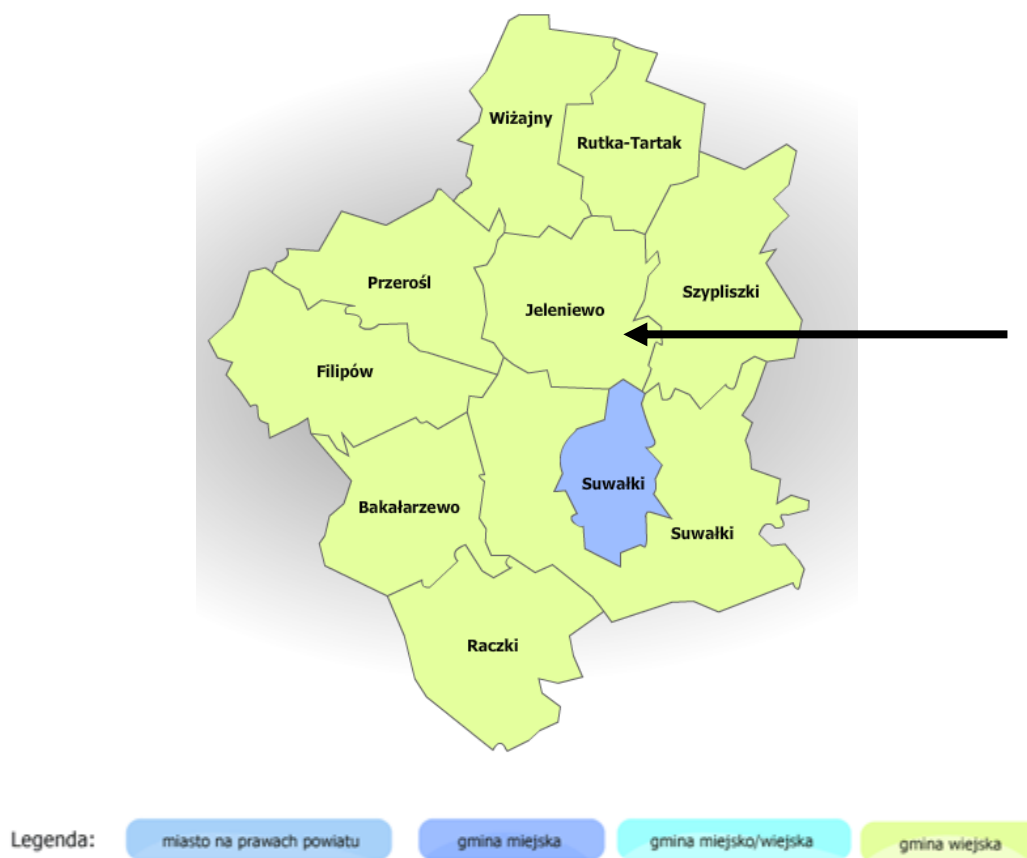 Wiżajny
Rutka-Tartak
Przerośl
Szypliszki
Jeleniewo
Filipów
Suwałki
Bakałarzewo
Suwałki
Raczki
Legenda:
miasto na prawach powiatu
gmina miejska
gmina miejsko/wiejska
gmina wiejska